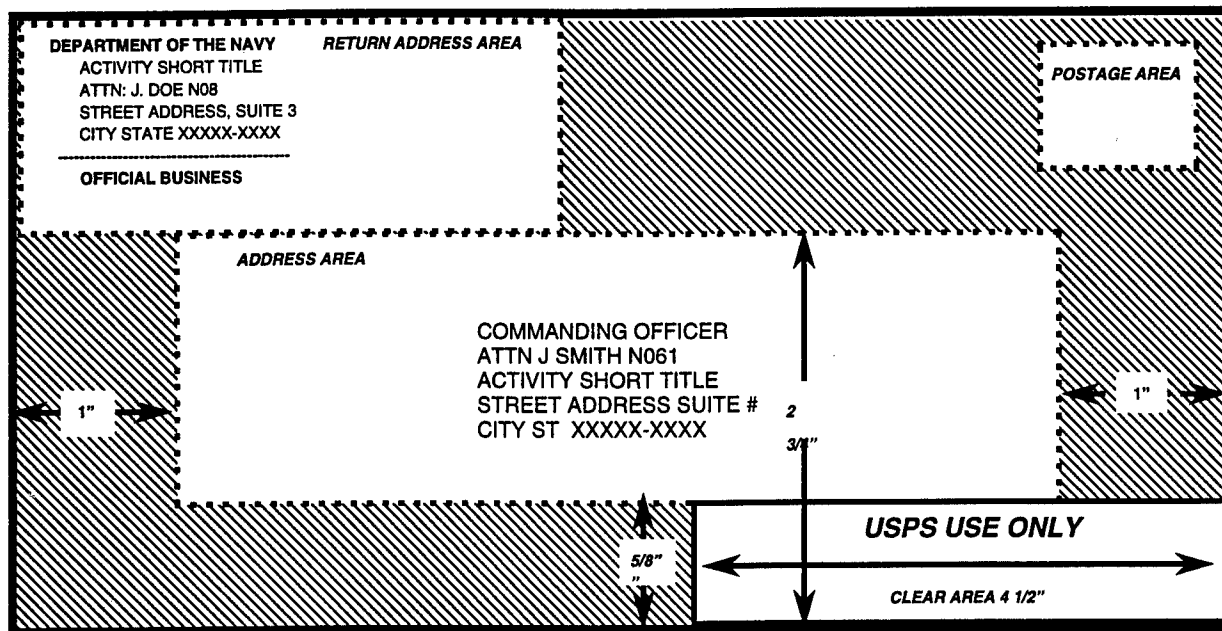 DEPARTMENT OF THE NAVY RETURN ADDRESS AREA
ACTIVITY SHORT TITLE
ATTN: J. DOE N08
STREET ADDRESS, SUITE 3
CITY STATE XXXXX-XXXX
OFFICIAL BUSINESS
POSTAGE AREA
ADDRESS AREA
COMMANDING OFFICER
ATTN J SMITH N061
ACTIVITY SHORT TITLE
STREET ADDRESS SUITE #
CITY ST XXXXX-XXXX
1"
2
3/4"
1"
5/8"
"
USPS USE ONLY
CLEAR AREA 4 1/2"